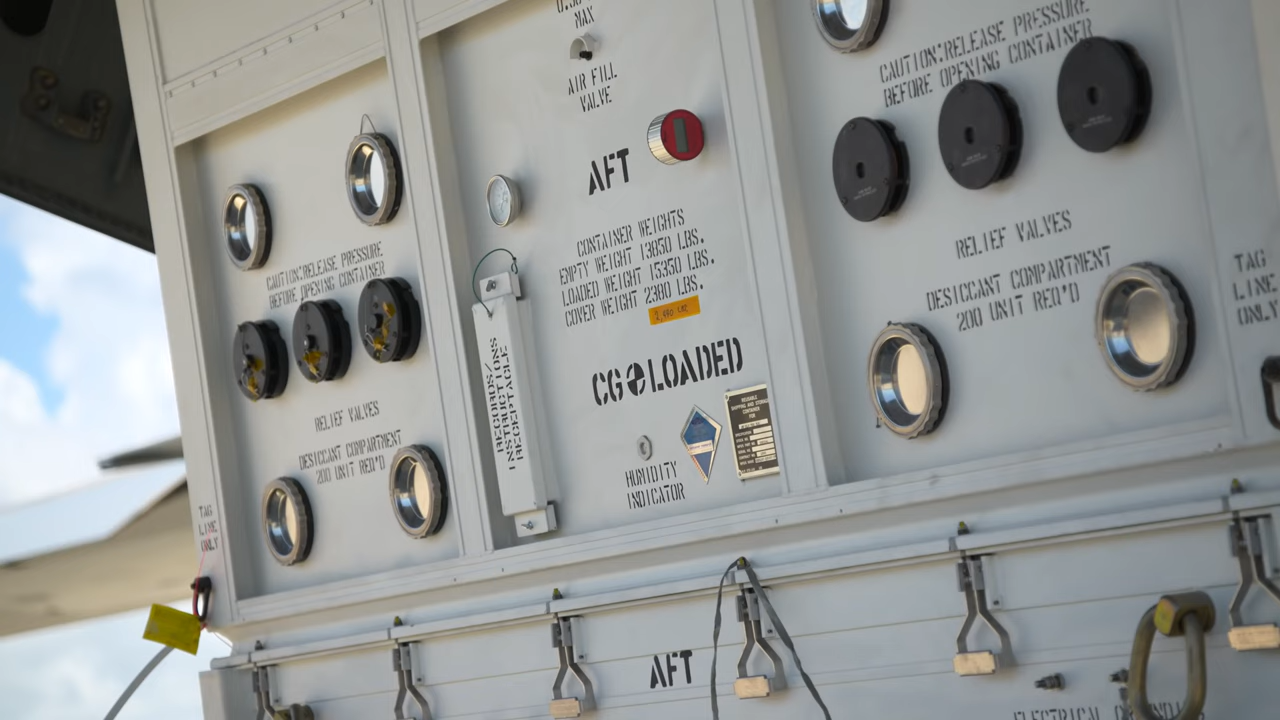 MAX
AIR FILL
VALVE
AFT
CONTAINER WEIGHTS
EMPTY WEIGHT 13050 LBS.
LOADED WEIGHT 15350 LBS.
COVER WEIGHT 2380 LBS.
CG LOADED
HUMIDITY
INDICATOR
RECORDS/
INSTRUCTIONS
RECEPTACLE
CAUTION:RELEASE PRESSURE
BEFORE OPENING CONTAINER
RELIEF VALVES
DESICCANT COMPARTMENT
200 UNIT REQ'D
TAG
LINE
ONLY
CAUTION:RELEASE PRESSURE
BEFORE OPENING CONTAINER
RELIEF VALVES
DESICCANT COMPARTMENT
200 UNIT REQ'D
TAG
LINE
ONLY
AFT
ELECTRICAL